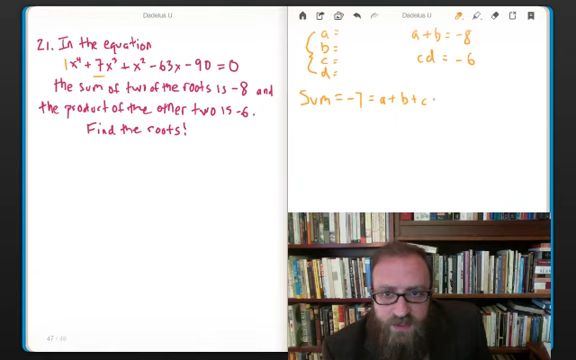 Dadelus U
Dadelus U
21. In the equation
1x⁴ + 7x³ + x² - 63x - 90 = 0
the sum of two of the roots is -8 and
the product of the other two is -6.
Find the roots!
a =
b =
c =
d =
a + b = -8
cd = -6
Sum = -7 = a + b + c